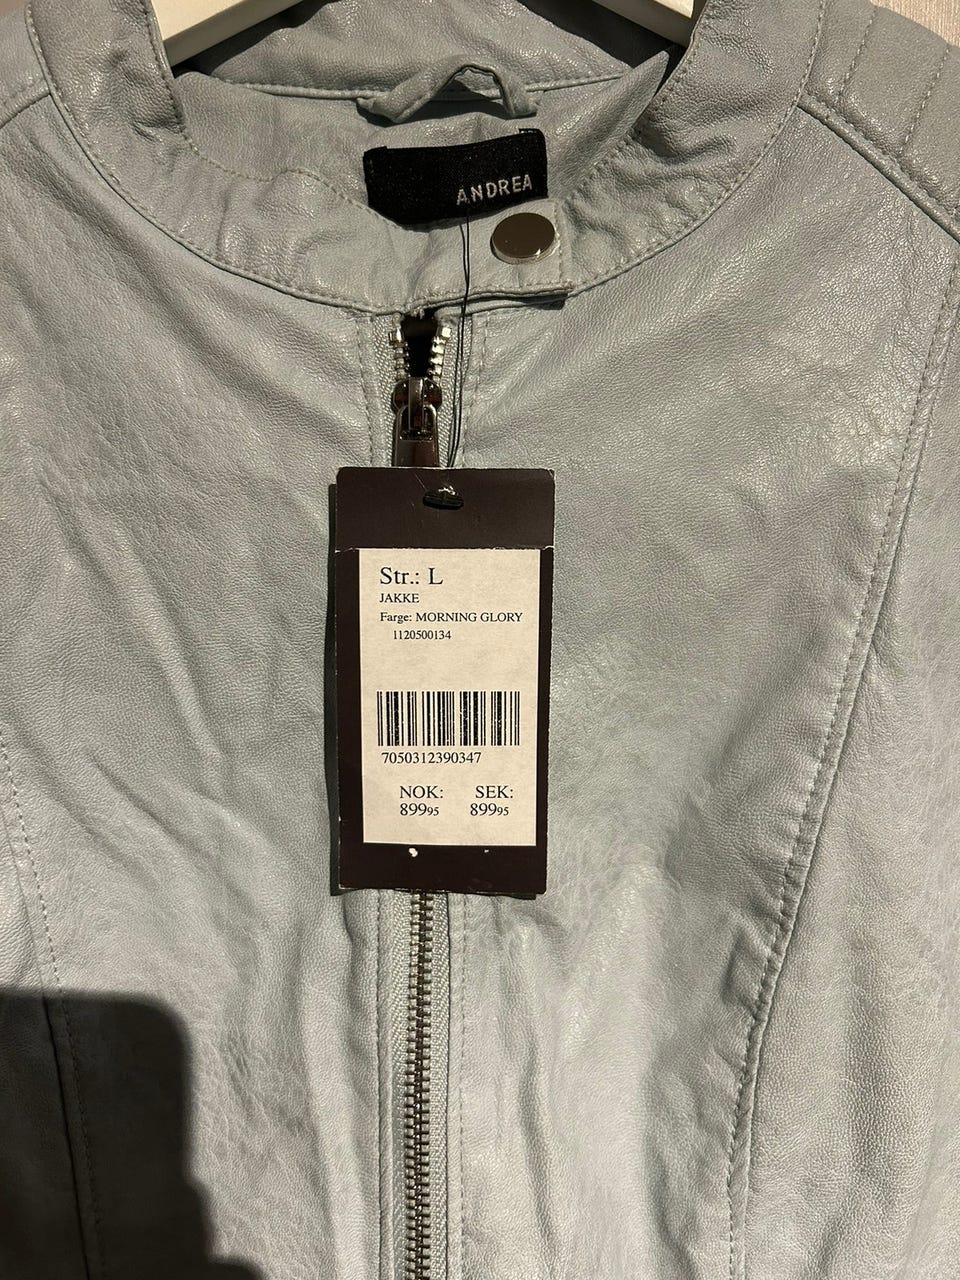 ANDREA
Str.: L
JAKKE
Farge: MORNING GLORY
1120500134
7050312390347
NOK: SEK:
89995 89995